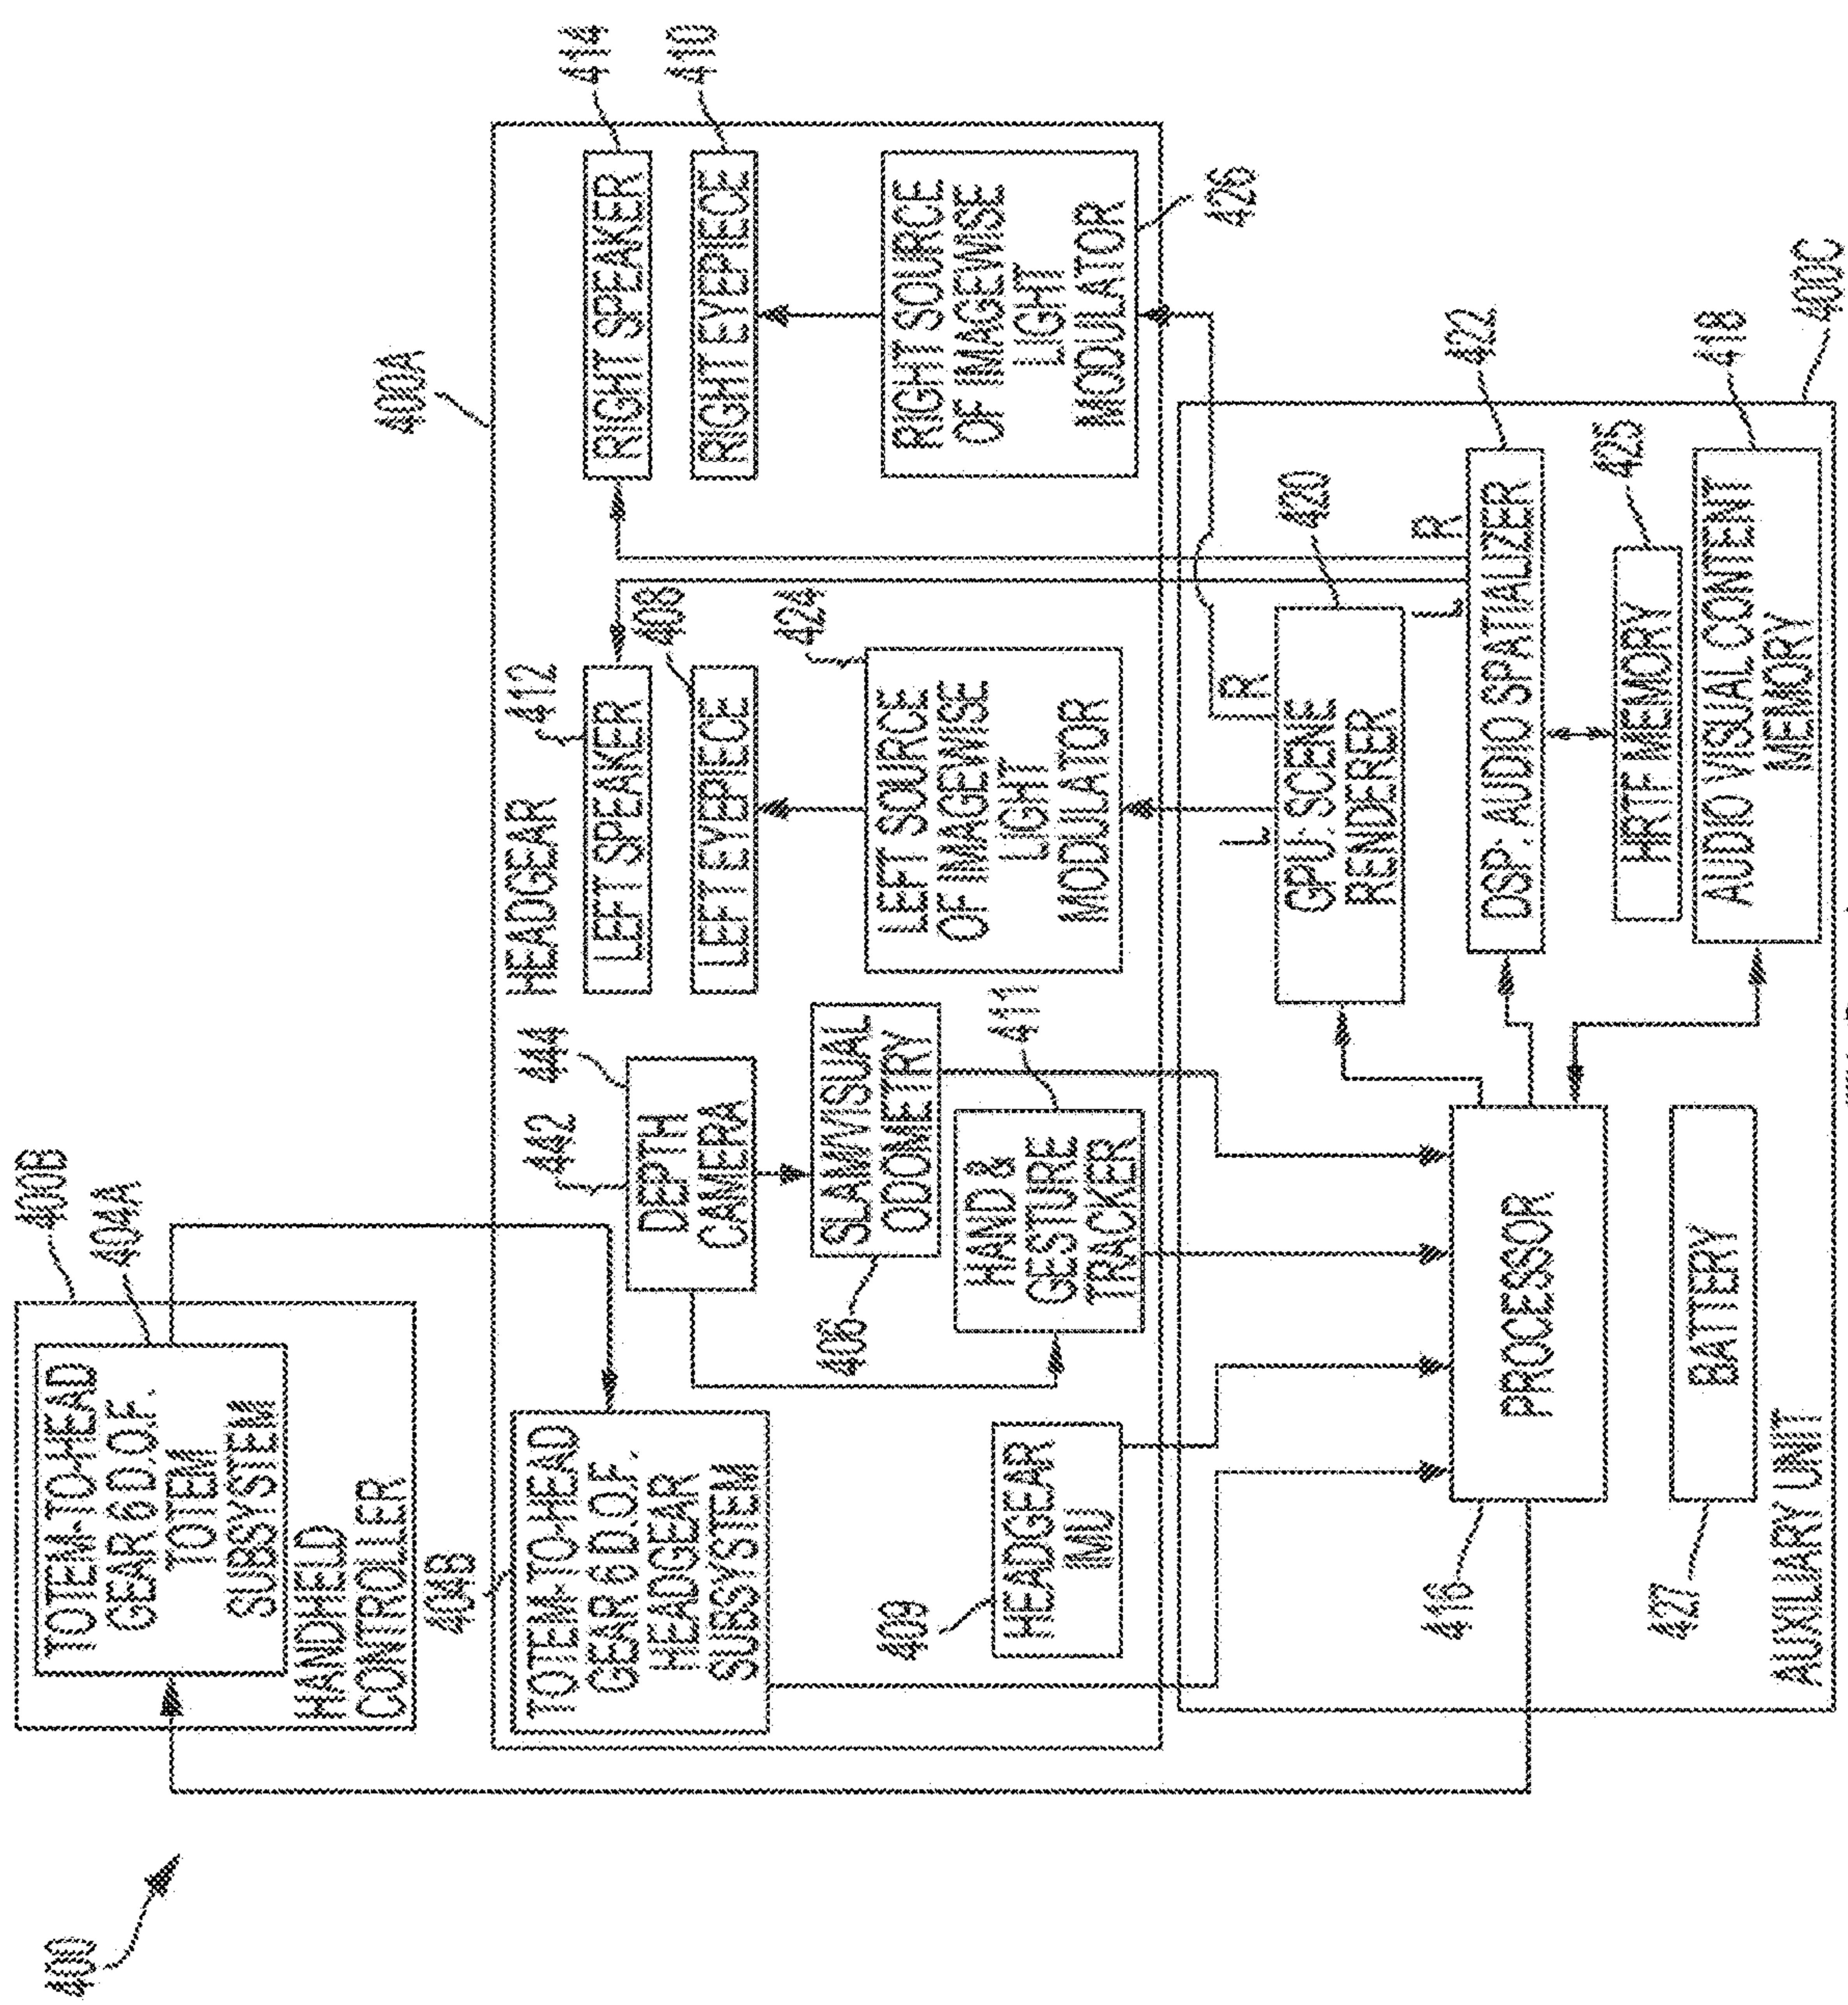 400
400B
404A
TOTEM-TO-HEAD
GEAR 6 D.O.F.
TOTEM
SUBSYSTEM
HANDHELD
CONTROLLER
400A
404B
TOTEM-TO-HEAD
GEAR 6 D.O.F.
HEADGEAR
SUBSYSTEM
442
444
DEPTH
CAMERA
HEADGEAR
412
LEFT SPEAKER
408
LEFT EYEPIECE
414
RIGHT SPEAKER
410
RIGHT EYEPIECE
406
SLAM/VISUAL
ODOMETRY
424
LEFT SOURCE
OF IMAGEWISE
LIGHT
MODULATOR
RIGHT SOURCE
OF IMAGEWISE
LIGHT
MODULATOR
426
409
HEADGEAR
IMU
411
HAND &
GESTURE
TRACKER
L
R
420
GPU: SCENE
RENDERER
L
R
416
PROCESSOR
422
DSP: AUDIO SPATIALIZER
425
HRTF MEMORY
427
BATTERY
418
AUDIO VISUAL CONTENT
MEMORY
AUXILIARY UNIT
400C